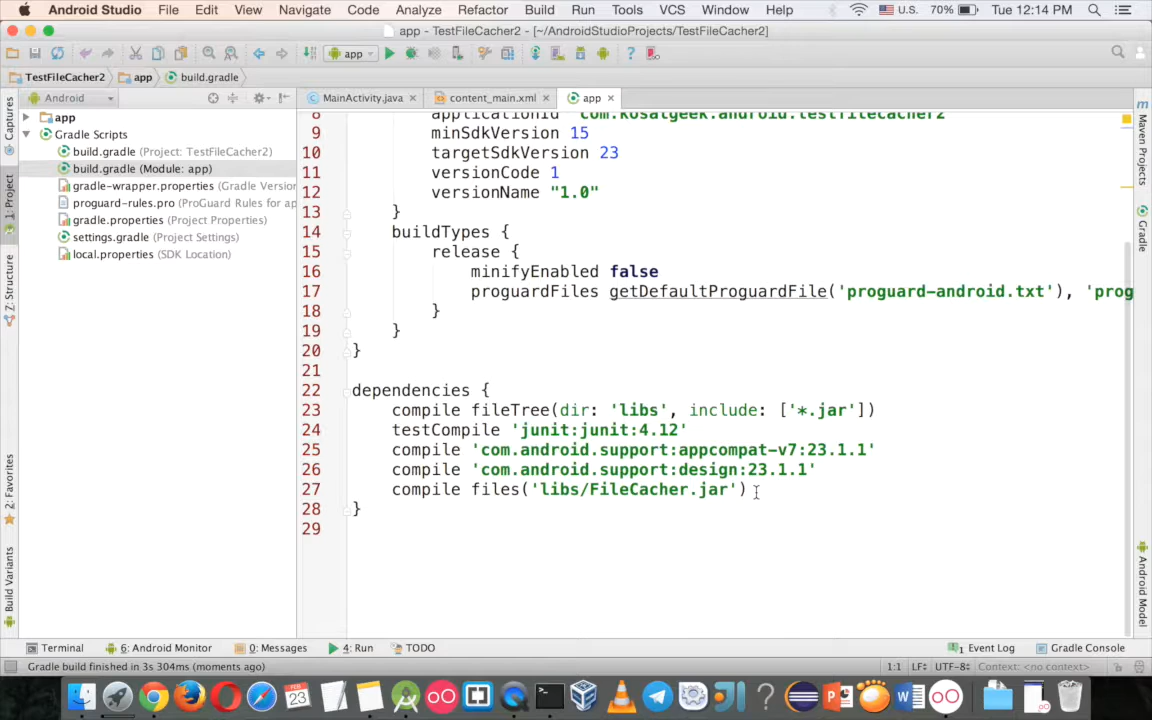 Android Studio File Edit View Navigate Code Analyze Refactor Build Run Tools VCS Window Help U.S. 70% Tue 12:14 PM
app - TestFileCacher2 - [~/AndroidStudioProjects/TestFileCacher2]
app
TestFileCacher2 app build.gradle
Android MainActivity.java content_main.xml app
app
Gradle Scripts
build.gradle (Project: TestFileCacher2)
build.gradle (Module: app)
gradle-wrapper.properties (Gradle Version
proguard-rules.pro (ProGuard Rules for ap
gradle.properties (Project Properties)
settings.gradle (Project Settings)
local.properties (SDK Location)
Captures
1: Project
Z: Structure
2: Favorites
Build Variants
8 applicationId "com.kosalgeek.android.testfilecacher2"
9 minSdkVersion 15
10 targetSdkVersion 23
11 versionCode 1
12 versionName "1.0"
13 }
14 buildTypes {
15 release {
16 minifyEnabled false
17 proguardFiles getDefaultProguardFile('proguard-android.txt'), 'prog
18 }
19 }
20 }
21
22 dependencies {
23 compile fileTree(dir: 'libs', include: ['*.jar'])
24 testCompile 'junit:junit:4.12'
25 compile 'com.android.support:appcompat-v7:23.1.1'
26 compile 'com.android.support:design:23.1.1'
27 compile files('libs/FileCacher.jar')
28 }
29
m Maven Projects
Gradle
Android Model
Terminal 6: Android Monitor 0: Messages 4: Run TODO 1 Event Log Gradle Console
Gradle build finished in 3s 304ms (moments ago) 1:1 LF÷ UTF-8÷ Context: <no context>
FEB
23